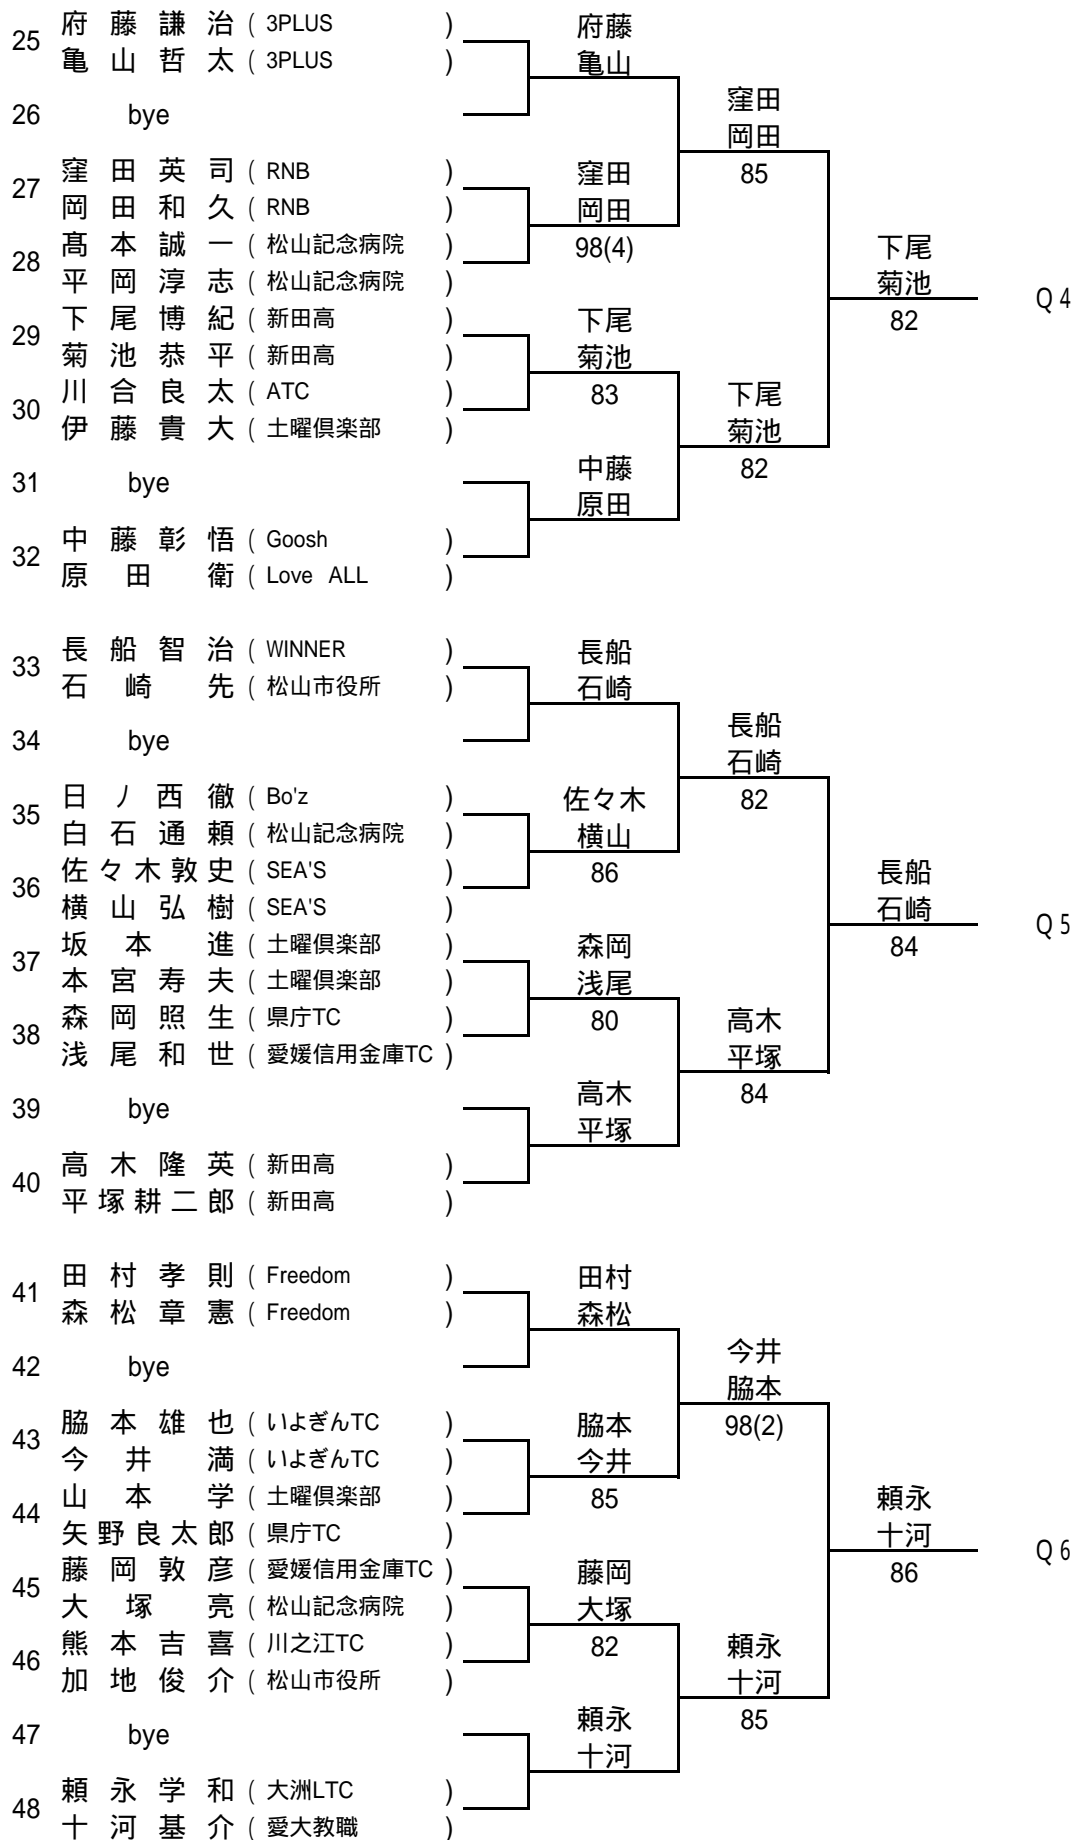 25 府藤謙治 ( 3PLUS )
亀山哲太 ( 3PLUS )
26 bye
27 窪田英司 ( RNB )
岡田和久 ( RNB )
28 髙本誠一 ( 松山記念病院 )
平岡淳志 ( 松山記念病院 )
29 下尾博紀 ( 新田高 )
菊池恭平 ( 新田高 )
30 川合良太 ( ATC )
伊藤貴大 ( 土曜倶楽部 )
31 bye
32 中藤彰悟 ( Goosh )
原田衛 ( Love ALL )
府藤
亀山
窪田
岡田
98(4)
下尾
菊池
83
中藤
原田
窪田
岡田
85
下尾
菊池
82
下尾
菊池
82
Q4
33 長船智治 ( WINNER )
石崎先 ( 松山市役所 )
34 bye
35 日ノ西徹 ( Bo'z )
白石通頼 ( 松山記念病院 )
36 佐々木敦史 ( SEA'S )
横山弘樹 ( SEA'S )
37 坂本進 ( 土曜倶楽部 )
本宮寿夫 ( 土曜倶楽部 )
38 森岡照生 ( 県庁TC )
浅尾和世 ( 愛媛信用金庫TC )
39 bye
40 高木隆英 ( 新田高 )
平塚耕二郎 ( 新田高 )
長船
石崎
佐々木
横山
86
森岡
浅尾
80
高木
平塚
長船
石崎
82
高木
平塚
84
長船
石崎
84
Q5
41 田村孝則 ( Freedom )
森松章憲 ( Freedom )
42 bye
43 脇本雄也 ( いよぎんTC )
今井満 ( いよぎんTC )
44 山本学 ( 土曜倶楽部 )
矢野良太郎 ( 県庁TC )
45 藤岡敦彦 ( 愛媛信用金庫TC )
大塚亮 ( 松山記念病院 )
46 熊本吉喜 ( 川之江TC )
加地俊介 ( 松山市役所 )
47 bye
48 頼永学和 ( 大洲LTC )
十河基介 ( 愛大教職 )
田村
森松
脇本
今井
85
藤岡
大塚
82
頼永
十河
今井
脇本
98(2)
頼永
十河
85
頼永
十河
86
Q6